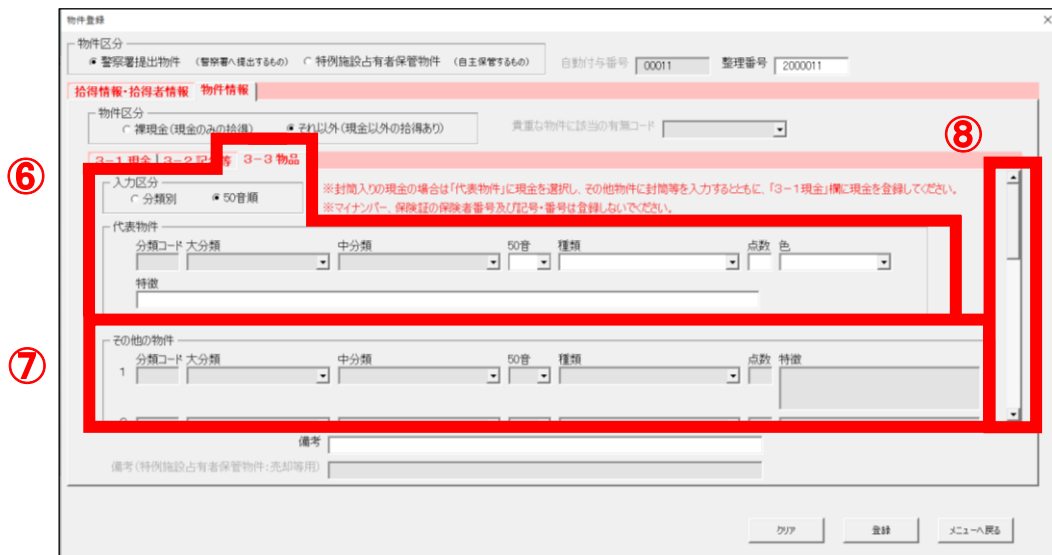 物件登録
物件区分
警察署提出物件 (警察署へ提出するもの) 特例施設占有者保管物件 (自主保管するもの) 自動付与番号 00011 整理番号 2000011
拾得情報・拾得者情報 物件情報
物件区分
裸現金(現金のみの拾得) それ以外(現金以外の拾得あり) 貴重な物件に該当の有無コード
⑧
3-1 現金 3-2 記 等 3-3 物品
⑥
入力区分
分類別 50音順
※封筒入りの現金の場合は「代表物件」に現金を選択し、その他物件に封筒等を入力するとともに、「3-1現金」欄に現金を登録してください。
※マイナンバー、保険証の保険者番号及び記号・番号は登録しないでください。
代表物件
分類コード 大分類 中分類 50音 種類 点数 色
特徴
⑦
その他の物件
分類コード 大分類 中分類 50音 種類 点数 特徴
1
備考
備考(特例施設占有者保管物件:売却等用)
クリア 登録 メニューへ戻る